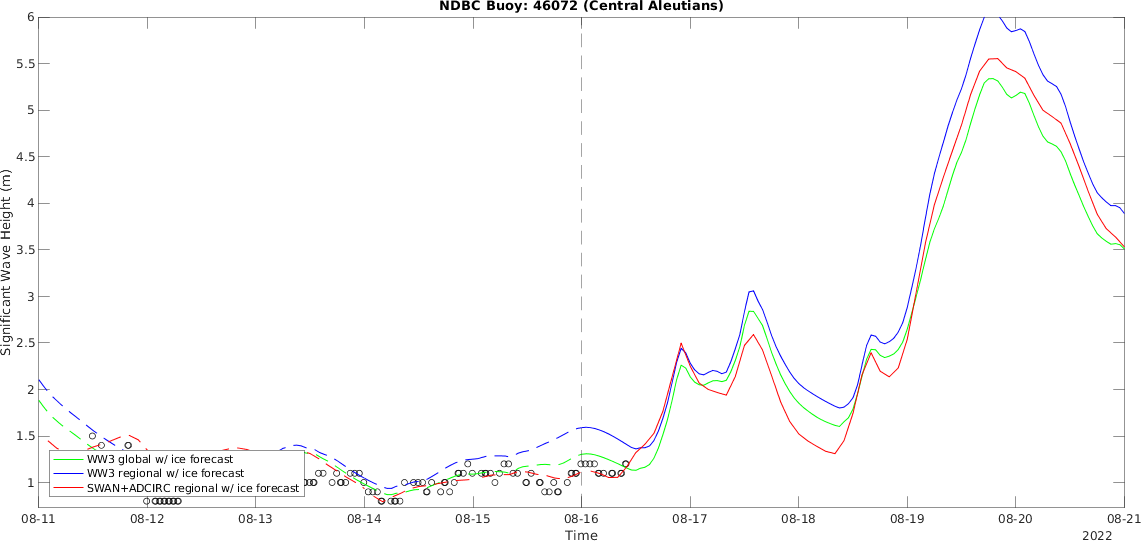 NDBC Buoy: 46072 (Central Aleutians)
6
5.5
5
4.5
4
3.5
3
2.5
2
1.5
1
Significant Wave Height (m)
WW3 global w/ ice forecast
WW3 regional w/ ice forecast
SWAN+ADCIRC regional w/ ice forecast
08-11 08-12 08-13 08-14 08-15 08-16 08-17 08-18 08-19 08-20 08-21
Time
2022